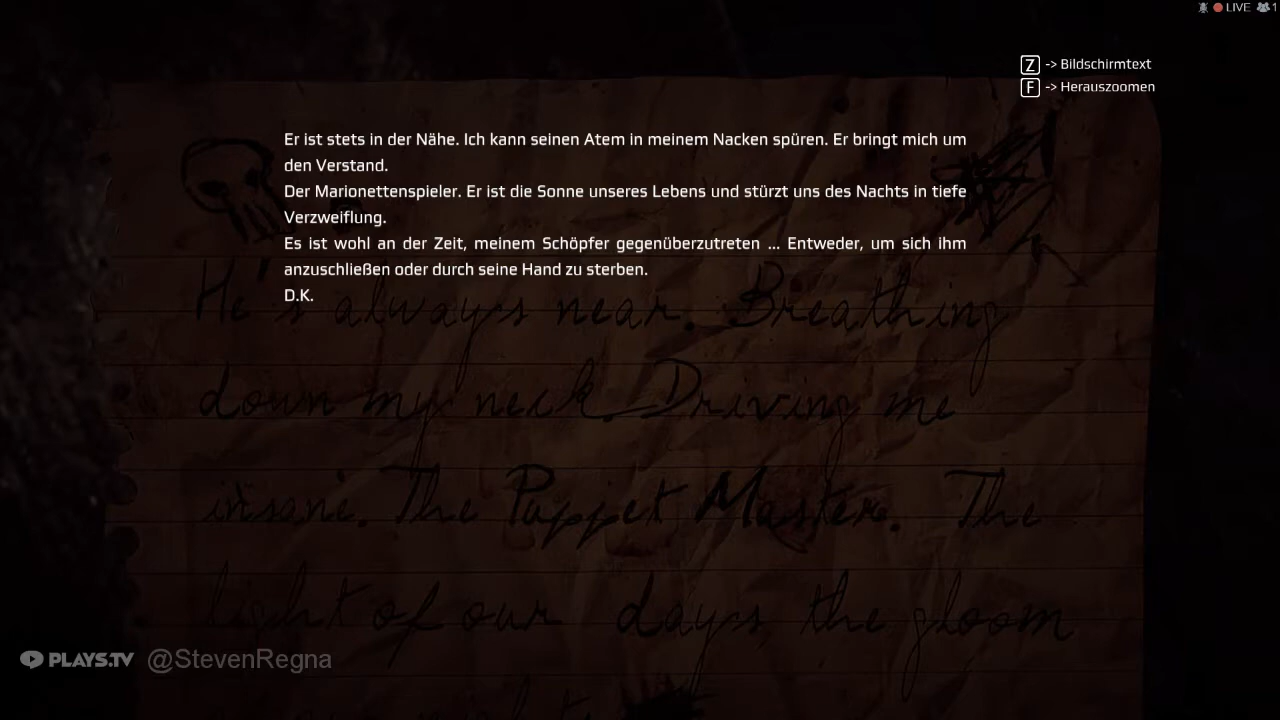 LIVE 1
Z -> Bildschirmtext
F -> Herauszoomen
Er ist stets in der Nähe. Ich kann seinen Atem in meinem Nacken spüren. Er bringt mich um
den Verstand.
Der Marionettenspieler. Er ist die Sonne unseres Lebens und stürzt uns des Nachts in tiefe
Verzweiflung.
Es ist wohl an der Zeit, meinem Schöpfer gegenüberzutreten ... Entweder, um sich ihm
anzuschließen oder durch seine Hand zu sterben.
D.K.
He's always near. Breathing
down my neck. Driving me
insane. The Puppet Master. The
light of our days the gloom
PLAYS.TV @StevenRegna